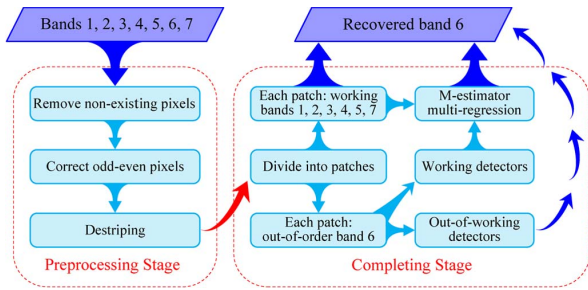 Bands 1, 2, 3, 4, 5, 6, 7
Remove non-existing pixels
Correct odd-even pixels
Destriping
Preprocessing Stage
Recovered band 6
Each patch: working
bands 1, 2, 3, 4, 5, 7
M-estimator
multi-regression
Divide into patches
Working detectors
Each patch:
out-of-order band 6
Out-of-working
detectors
Completing Stage